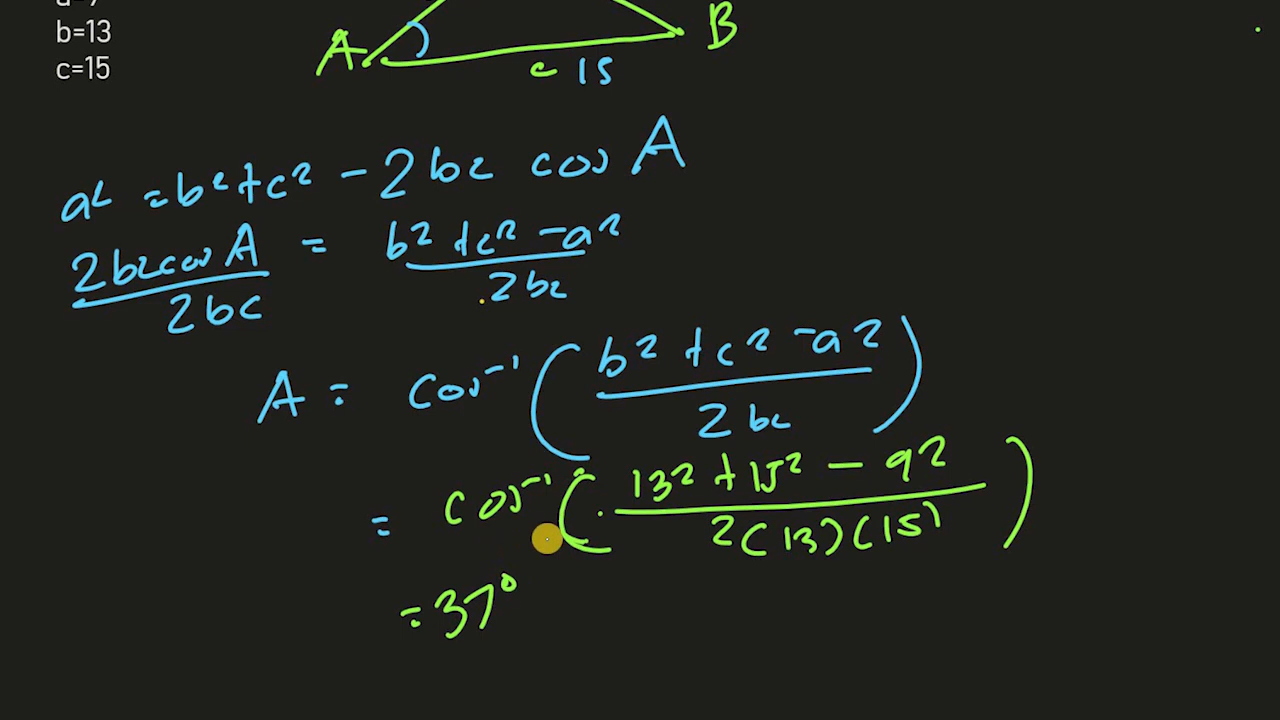 b=13
c=15
A
B
c 15
a² = b² + c² - 2bc cos A
2bc cos A / 2bc = b² + c² - a² / 2bc
A = cos⁻¹ ( b² + c² - a² / 2bc )
= cos⁻¹ ( 13² + 15² - 9² / 2(13)(15) )
= 37°